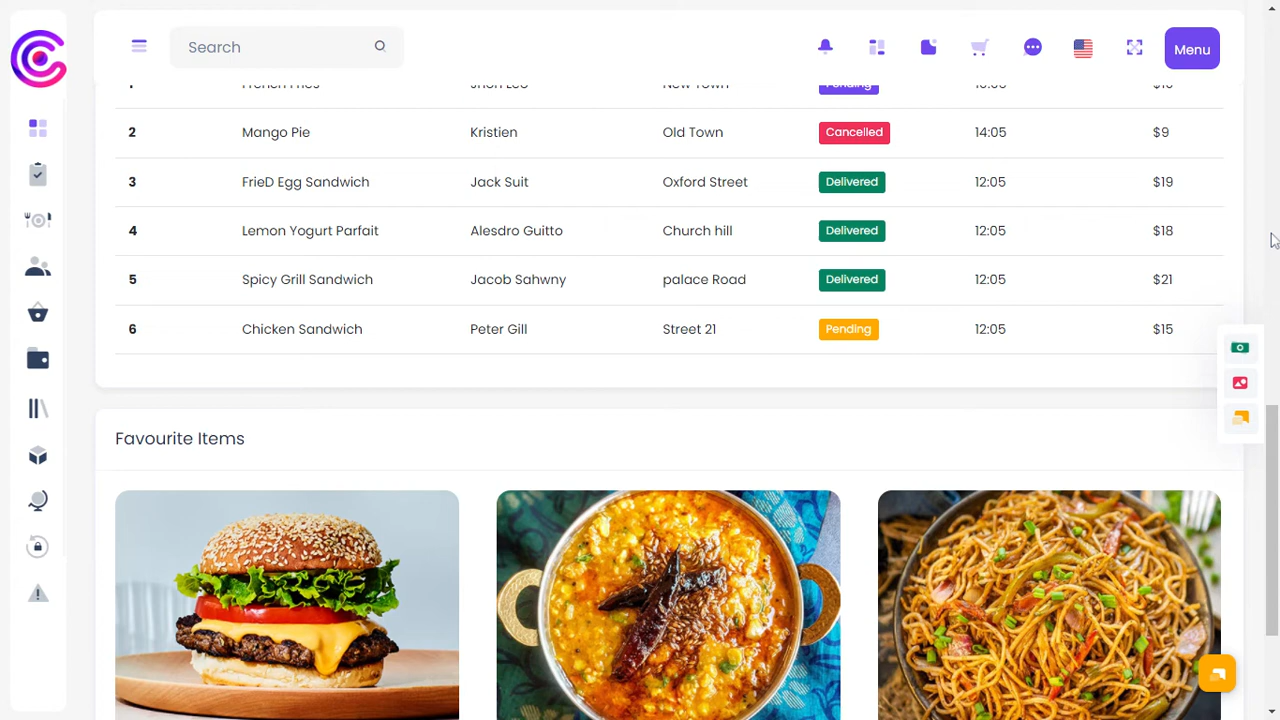 Search
Menu
2 Mango Pie Kristien Old Town Cancelled 14:05 $9
3 FrieD Egg Sandwich Jack Suit Oxford Street Delivered 12:05 $19
4 Lemon Yogurt Parfait Alesdro Guitto Church hill Delivered 12:05 $18
5 Spicy Grill Sandwich Jacob Sahwny palace Road Delivered 12:05 $21
6 Chicken Sandwich Peter Gill Street 21 Pending 12:05 $15
Favourite Items